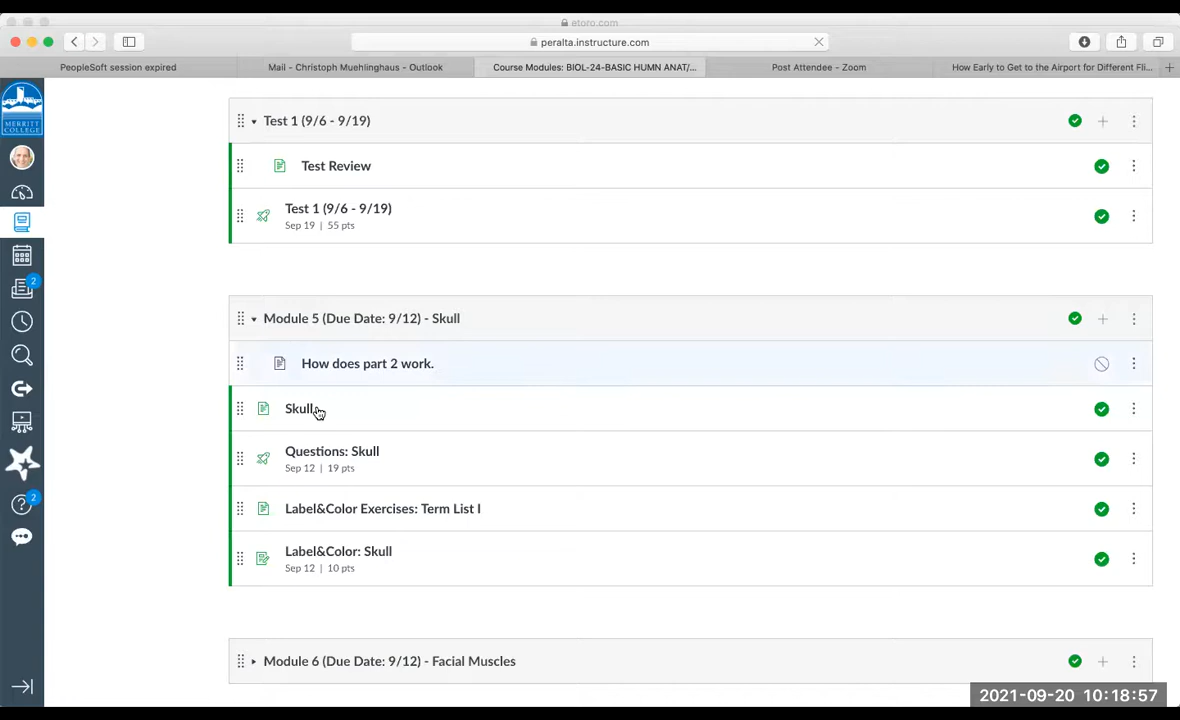 etoro.com
peralta.instructure.com
PeopleSoft session expired
Mail - Christoph Muehlinghaus - Outlook
Course Modules: BIOL-24-BASIC HUMN ANAT/...
Post Attendee - Zoom
How Early to Get to the Airport for Different Fli...
MERRITT
COLLEGE
Test 1 (9/6 - 9/19)
Test Review
Test 1 (9/6 - 9/19)
Sep 19 | 55 pts
Module 5 (Due Date: 9/12) - Skull
How does part 2 work.
Skull
Questions: Skull
Sep 12 | 19 pts
Label&Color Exercises: Term List I
Label&Color: Skull
Sep 12 | 10 pts
Module 6 (Due Date: 9/12) - Facial Muscles
2
2
2021-09-20 10:18:57